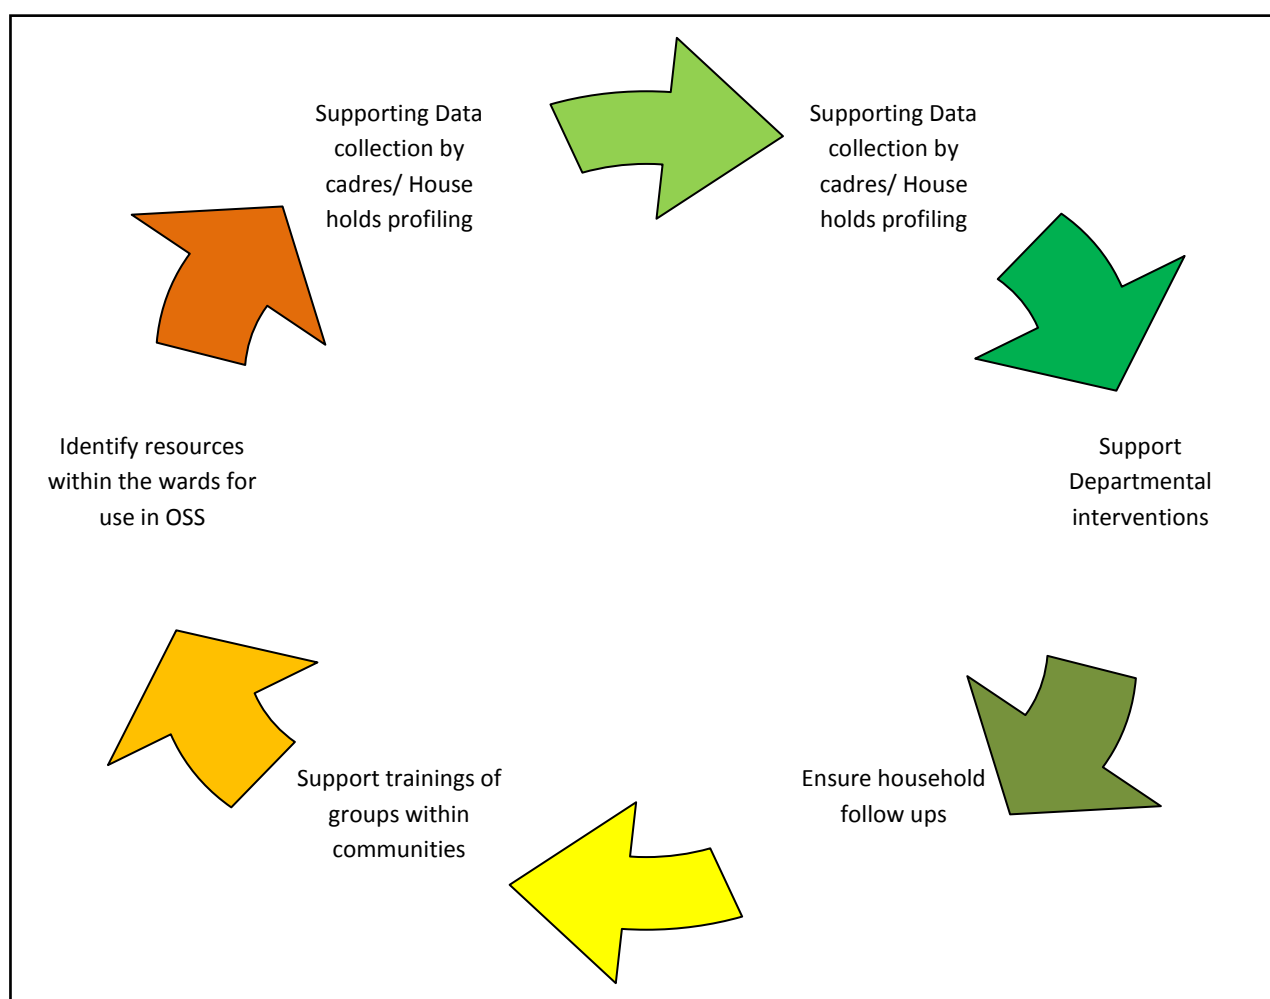 Supporting Data
collection by
cadres/ House
holds profiling
Supporting Data
collection by
cadres/ House
holds profiling
Support
Departmental
interventions
Ensure household
follow ups
Support trainings of
groups within
communities
Identify resources
within the wards for
use in OSS